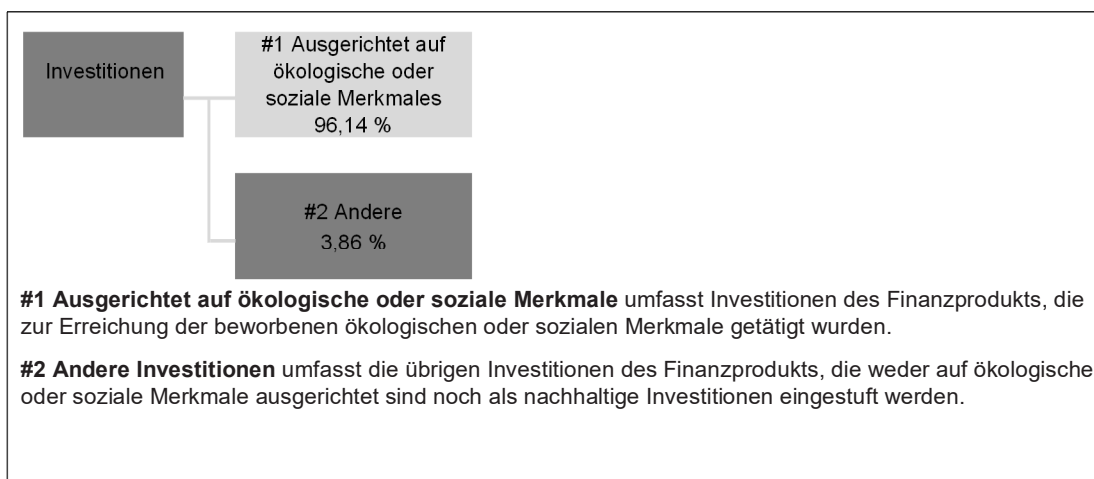 Investitionen
#1 Ausgerichtet auf
ökologische oder
soziale Merkmales
96,14 %
#2 Andere
3,86 %
#1 Ausgerichtet auf ökologische oder soziale Merkmale umfasst Investitionen des Finanzprodukts, die
zur Erreichung der beworbenen ökologischen oder sozialen Merkmale getätigt wurden.
#2 Andere Investitionen umfasst die übrigen Investitionen des Finanzprodukts, die weder auf ökologische
oder soziale Merkmale ausgerichtet sind noch als nachhaltige Investitionen eingestuft werden.